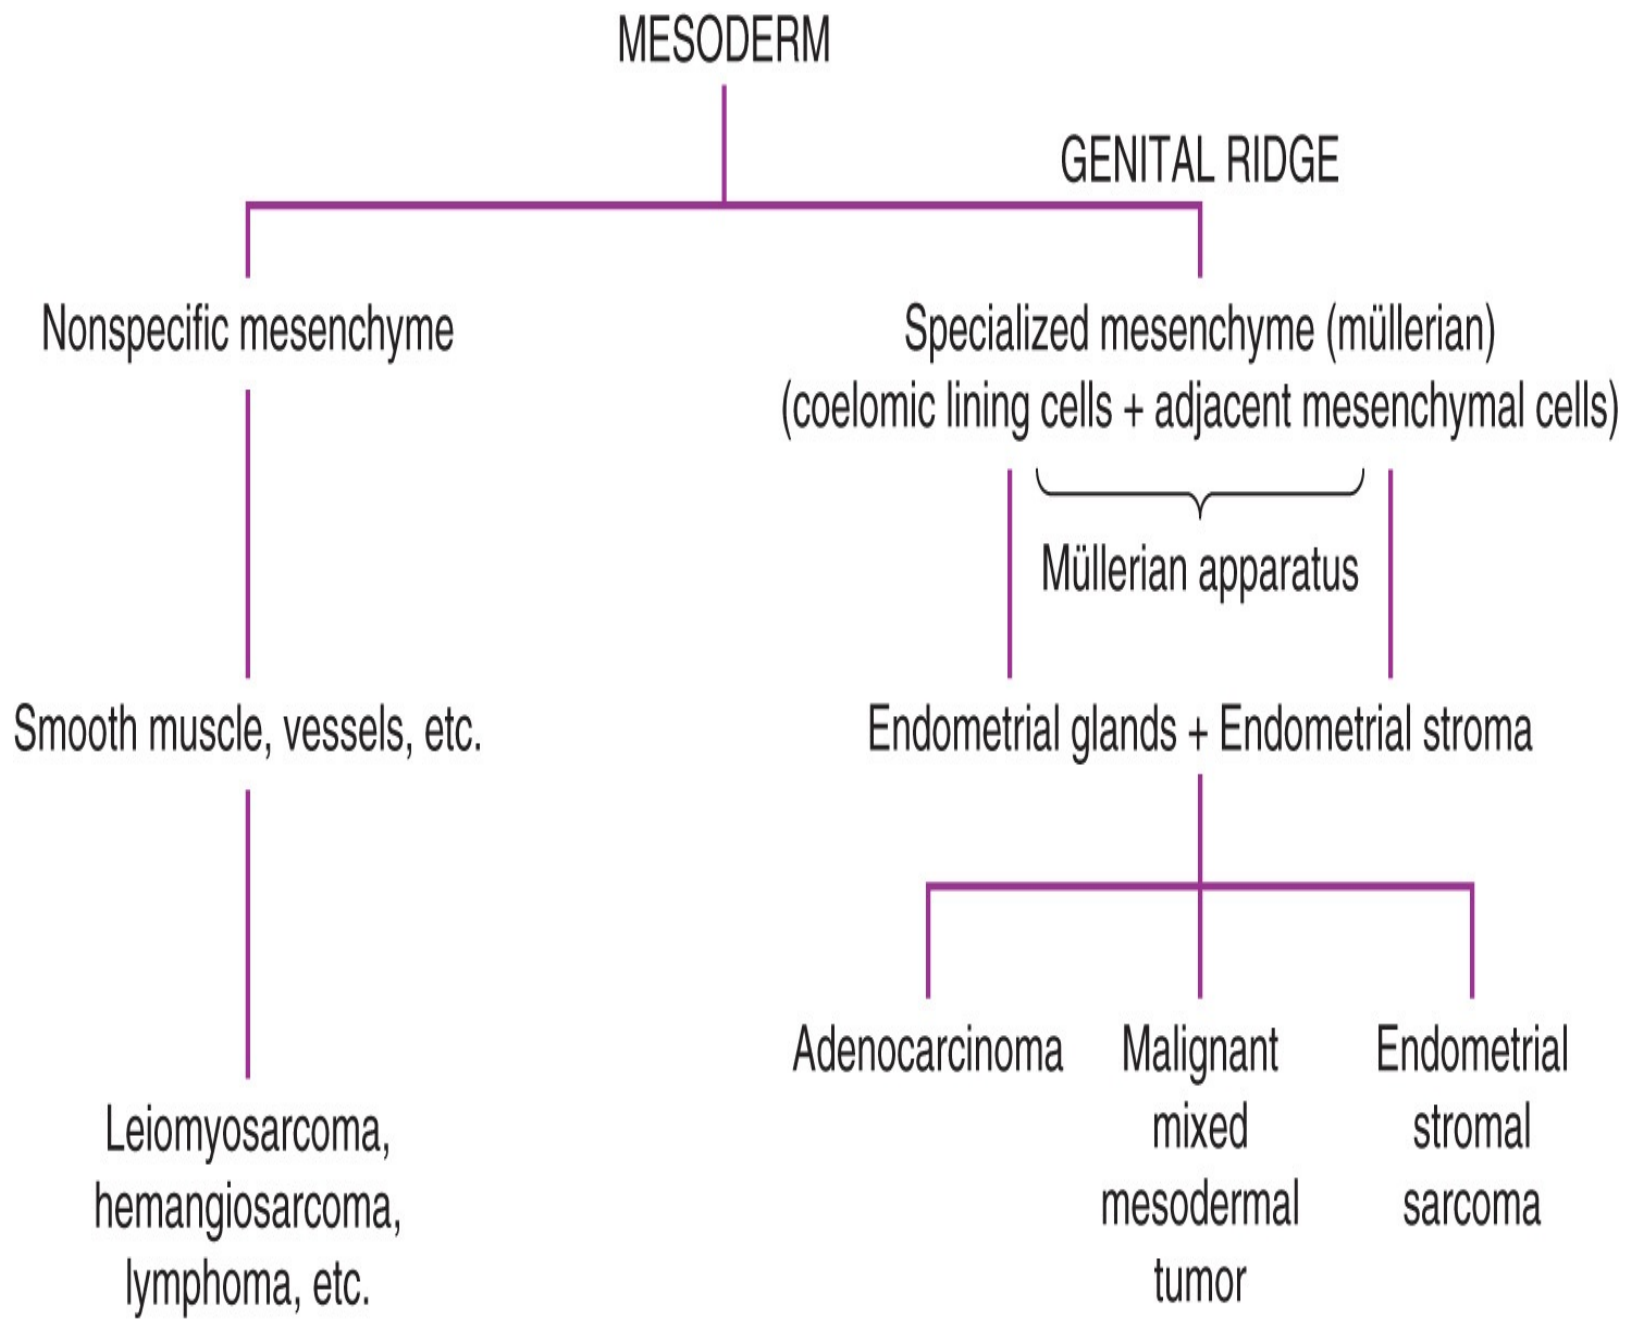 MESODERM
GENITAL RIDGE
Nonspecific mesenchyme
Specialized mesenchyme (müllerian)
(coelomic lining cells + adjacent mesenchymal cells)
Müllerian apparatus
Smooth muscle, vessels, etc.
Endometrial glands + Endometrial stroma
Leiomyosarcoma,
hemangiosarcoma,
lymphoma, etc.
Adenocarcinoma
Malignant
mixed
mesodermal
tumor
Endometrial
stromal
sarcoma